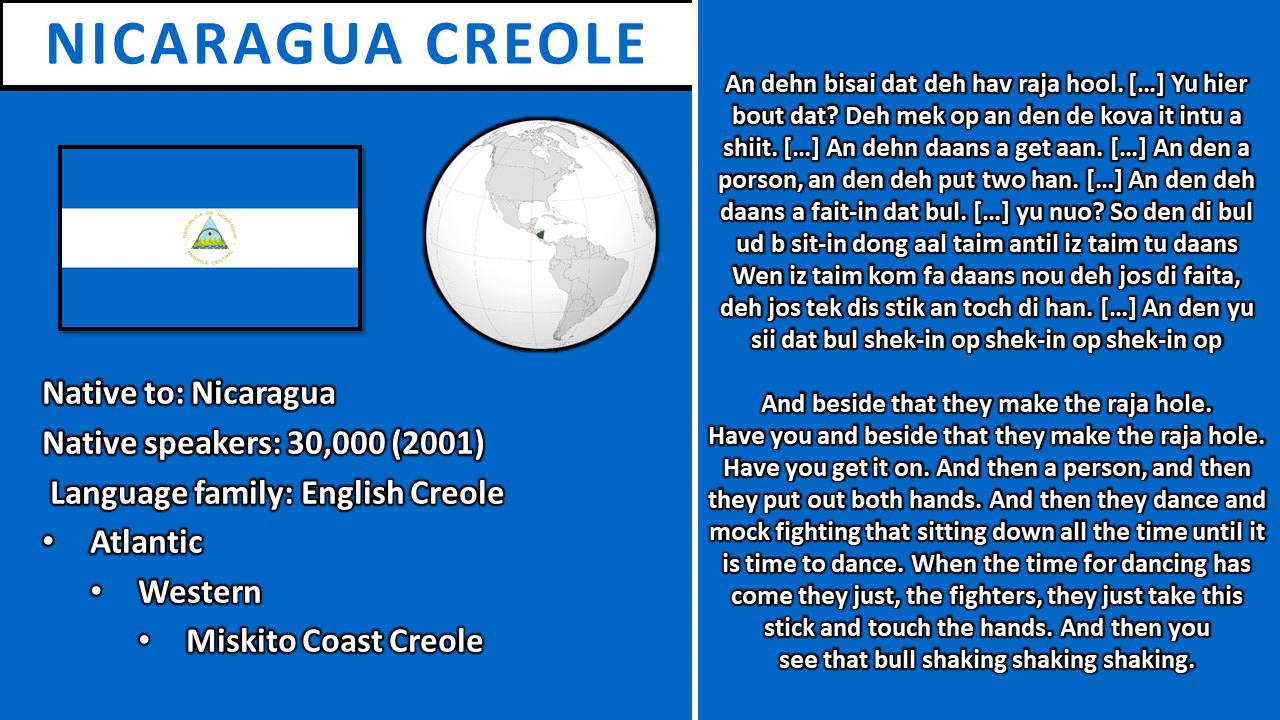 NICARAGUA CREOLE
REPUBLICA DE NICARAGUA
AMERICA CENTRAL
Native to: Nicaragua
Native speakers: 30,000 (2001)
Language family: English Creole
• Atlantic
• Western
• Miskito Coast Creole
An dehn bisai dat deh hav raja hool. […] Yu hier
bout dat? Deh mek op an den de kova it intu a
shiit. […] An dehn daans a get aan. […] An den a
porson, an den deh put two han. […] An den deh
daans a fait-in dat bul. […] yu nuo? So den di bul
ud b sit-in dong aal taim antil iz taim tu daans
Wen iz taim kom fa daans nou deh jos di faita,
deh jos tek dis stik an toch di han. […] An den yu
sii dat bul shek-in op shek-in op shek-in op
And beside that they make the raja hole.
Have you and beside that they make the raja hole.
Have you get it on. And then a person, and then
they put out both hands. And then they dance and
mock fighting that sitting down all the time until it
is time to dance. When the time for dancing has
come they just, the fighters, they just take this
stick and touch the hands. And then you
see that bull shaking shaking shaking.